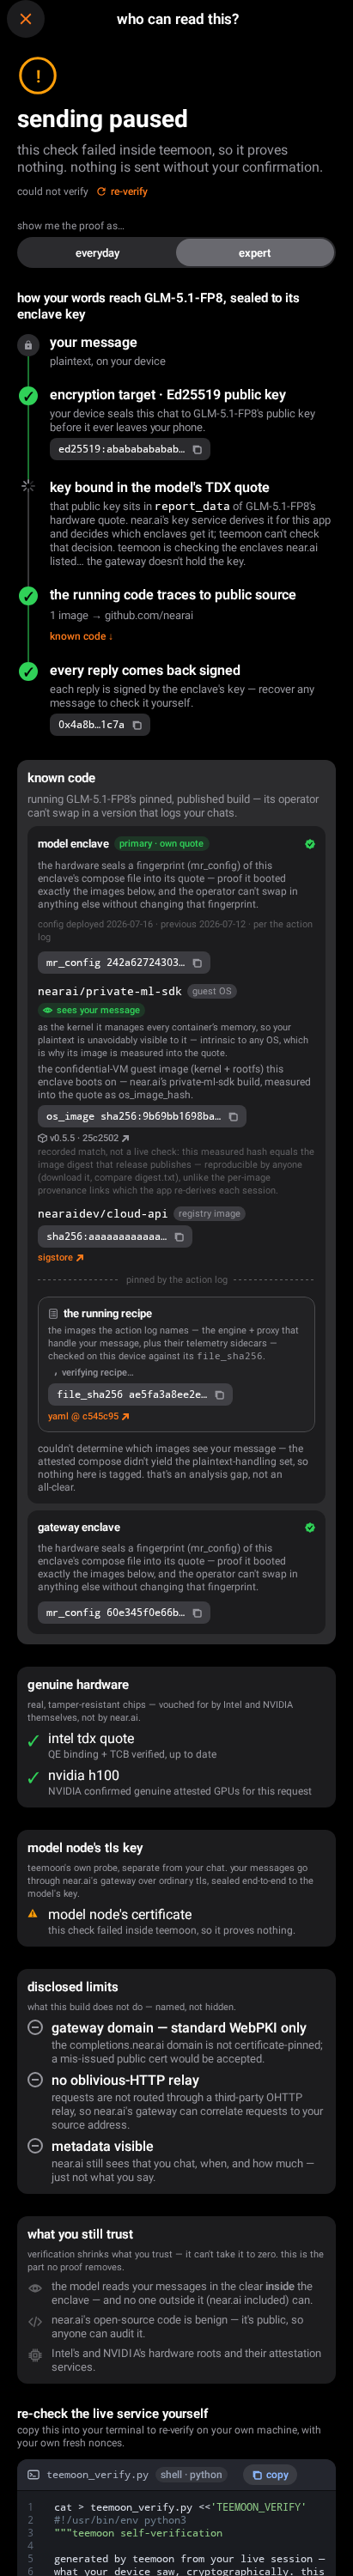 who can read this?
!
sending paused
this check failed inside teemoon, so it proves
nothing. nothing is sent without your confirmation.
could not verify re-verify
show me the proof as...
everyday expert
how your words reach GLM-5.1-FP8, sealed to its
enclave key
your message
plaintext, on your device
encryption target · Ed25519 public key
your device seals this chat to GLM-5.1-FP8's public key
before it ever leaves your phone.
ed25519:abababababab…
key bound in the model's TDX quote
that public key sits in report_data of GLM-5.1-FP8's
hardware quote. near.ai's key service derives it for this app
and decides which enclaves get it; teemoon can't check
that decision. teemoon is checking the enclaves near.ai
listed… the gateway doesn't hold the key.
the running code traces to public source
1 image → github.com/nearai
known code ↓
every reply comes back signed
each reply is signed by the enclave's key — recover any
message to check it yourself.
0x4a8b…1c7a
known code
running GLM-5.1-FP8's pinned, published build — its operator
can't swap in a version that logs your chats.
model enclave primary · own quote
the hardware seals a fingerprint (mr_config) of this
enclave's compose file into its quote — proof it booted
exactly the images below, and the operator can't swap in
anything else without changing that fingerprint.
config deployed 2026-07-16 · previous 2026-07-12 · per the action
log
mr_config 242a62724303…
nearai/private-ml-sdk guest OS
sees your message
as the kernel it manages every container's memory, so your
plaintext is unavoidably visible to it — intrinsic to any OS, which
is why its image is measured into the quote.
the confidential-VM guest image (kernel + rootfs) this
enclave boots on — near.ai's private-ml-sdk build, measured
into the quote as os_image_hash.
os_image sha256:9b69bb1698ba…
v0.5.5 · 25c2502 ↗
recorded match, not a live check: this measured hash equals the
image digest that release publishes — reproducible by anyone
(download it, compare digest.txt), unlike the per-image
provenance links which the app re-derives each session.
nearaidev/cloud-api registry image
sha256:aaaaaaaaaaaa…
sigstore ↗
pinned by the action log
the running recipe
the images the action log names — the engine + proxy that
handle your message, plus their telemetry sidecars —
checked on this device against its file_sha256.
verifying recipe…
file_sha256 ae5fa3a8ee2e…
yaml @ c545c95 ↗
couldn't determine which images see your message — the
attested compose didn't yield the plaintext-handling set, so
nothing here is tagged. that's an analysis gap, not an
all-clear.
gateway enclave
the hardware seals a fingerprint (mr_config) of this
enclave's compose file into its quote — proof it booted
exactly the images below, and the operator can't swap in
anything else without changing that fingerprint.
mr_config 60e345f0e66b…
genuine hardware
real, tamper-resistant chips — vouched for by Intel and NVIDIA
themselves, not by near.ai.
intel tdx quote
QE binding + TCB verified, up to date
nvidia h100
NVIDIA confirmed genuine attested GPUs for this request
model node's tls key
teemoon's own probe, separate from your chat. your messages go
through near.ai's gateway over ordinary tls, sealed end-to-end to the
model's key.
model node's certificate
this check failed inside teemoon, so it proves nothing.
disclosed limits
what this build does not do — named, not hidden.
gateway domain — standard WebPKI only
the completions.near.ai domain is not certificate-pinned;
a mis-issued public cert would be accepted.
no oblivious-HTTP relay
requests are not routed through a third-party OHTTP
relay, so near.ai's gateway can correlate requests to your
source address.
metadata visible
near.ai still sees that you chat, when, and how much —
just not what you say.
what you still trust
verification shrinks what you trust — it can't take it to zero. this is the
part no proof removes.
the model reads your messages in the clear inside the
enclave — and no one outside it (near.ai included) can.
near.ai's open-source code is benign — it's public, so
anyone can audit it.
Intel's and NVIDIA's hardware roots and their attestation
services.
re-check the live service yourself
copy this into your terminal to re-verify on your own machine, with
your own fresh nonces.
teemoon_verify.py shell · python copy
1 cat > teemoon_verify.py <<'TEEMOON_VERIFY'
2 #!/usr/bin/env python3
3 """teemoon self-verification
4
5 generated by teemoon from your live session —
6 what your device saw, cryptographically. this